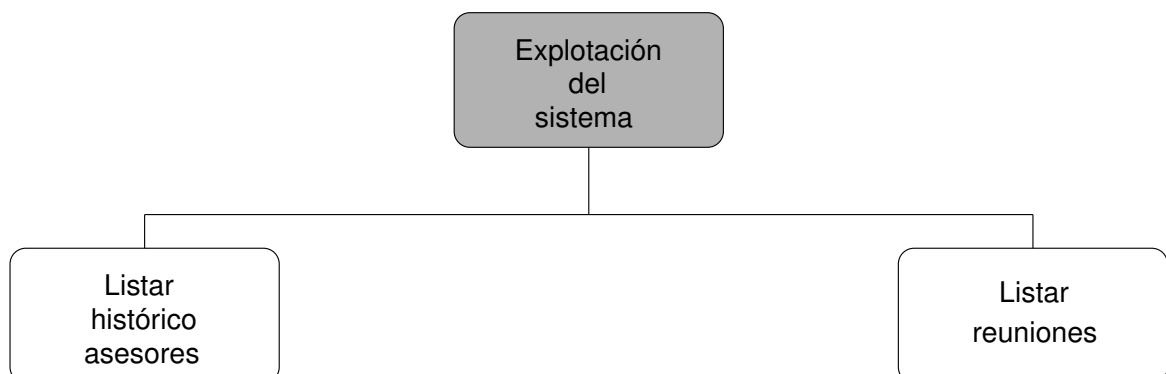 Explotación
del
sistema
Listar
histórico
asesores
Listar
reuniones